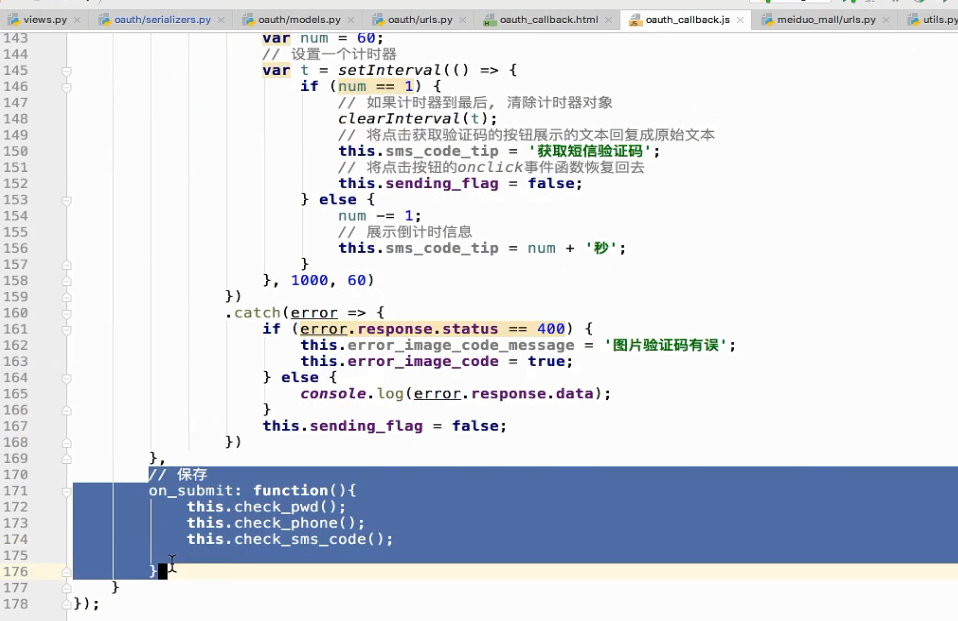 views.py × oauth/serializers.py × oauth/models.py × oauth/urls.py × oauth_callback.html × oauth_callback.js × meiduo_mall/urls.py × utils.py
143 var num = 60;
144 // 设置一个计时器
145 var t = setInterval(() => {
146 if (num == 1) {
147 // 如果计时器到最后, 清除计时器对象
148 clearInterval(t);
149 // 将点击获取验证码的按钮展示的文本回复成原始文本
150 this.sms_code_tip = '获取短信验证码';
151 // 将点击按钮的onclick事件函数恢复回去
152 this.sending_flag = false;
153 } else {
154 num -= 1;
155 // 展示倒计时信息
156 this.sms_code_tip = num + '秒';
157 }
158 }, 1000, 60)
159 })
160 .catch(error => {
161 if (error.response.status == 400) {
162 this.error_image_code_message = '图片验证码有误';
163 this.error_image_code = true;
164 } else {
165 console.log(error.response.data);
166 }
167 this.sending_flag = false;
168 })
169 },
170 // 保存
171 on_submit: function(){
172 this.check_pwd();
173 this.check_phone();
174 this.check_sms_code();
175
176 }
177 }
178 });